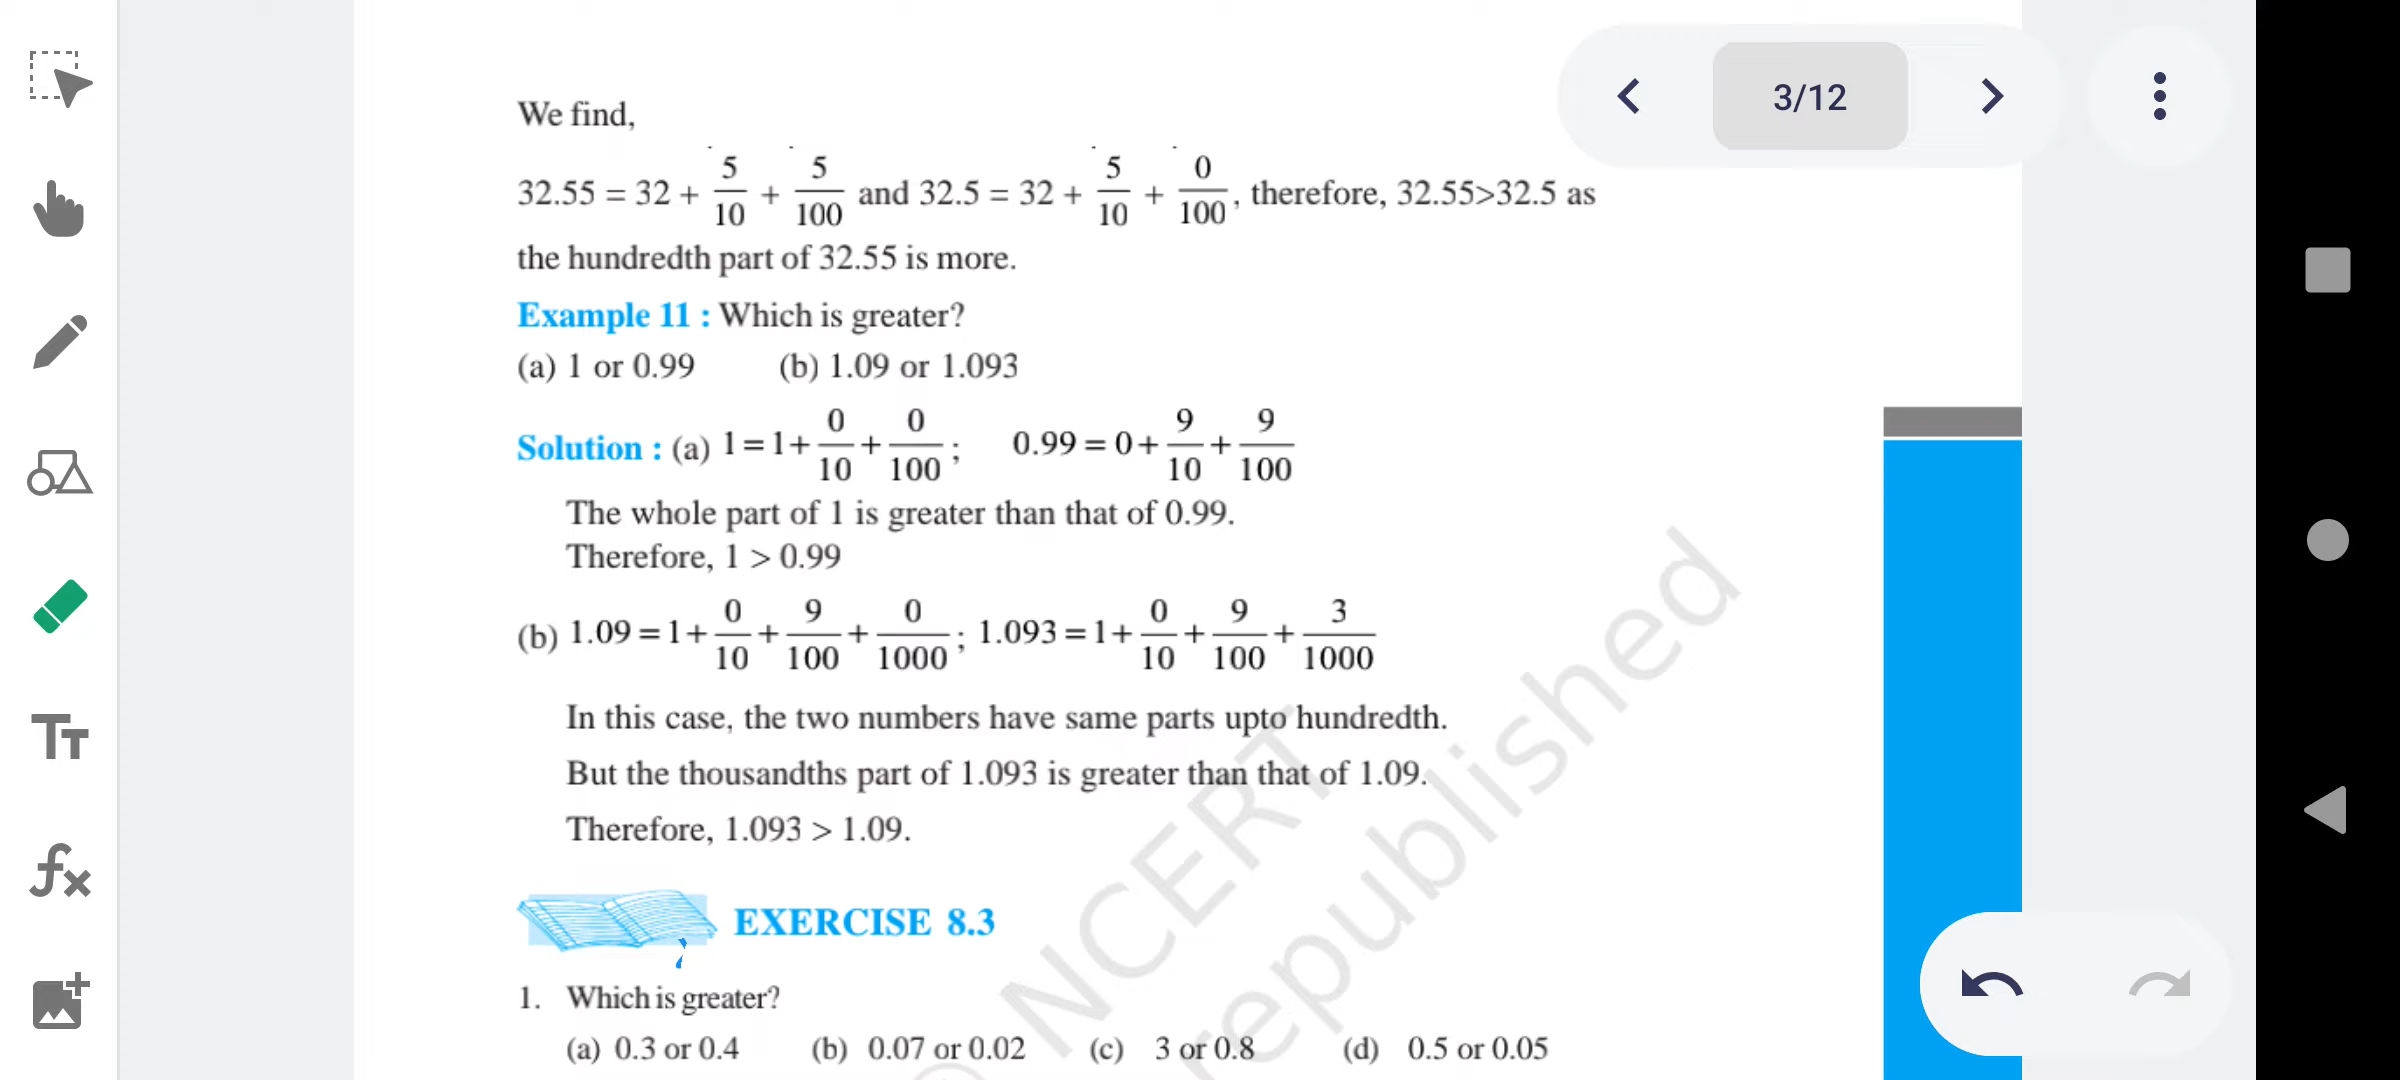 3/12
We find,
32.55 = 32 + 5/10 + 5/100 and 32.5 = 32 + 5/10 + 0/100, therefore, 32.55>32.5 as
the hundredth part of 32.55 is more.
Example 11 : Which is greater?
(a) 1 or 0.99 (b) 1.09 or 1.093
Solution : (a) 1 = 1 + 0/10 + 0/100 ; 0.99 = 0 + 9/10 + 9/100
The whole part of 1 is greater than that of 0.99.
Therefore, 1 > 0.99
(b) 1.09 = 1 + 0/10 + 9/100 + 0/1000 ; 1.093 = 1 + 0/10 + 9/100 + 3/1000
In this case, the two numbers have same parts upto hundredth.
But the thousandths part of 1.093 is greater than that of 1.09.
Therefore, 1.093 > 1.09.
EXERCISE 8.3
1. Which is greater?
(a) 0.3 or 0.4 (b) 0.07 or 0.02 (c) 3 or 0.8 (d) 0.5 or 0.05
NCERT
republished
Tт
fx